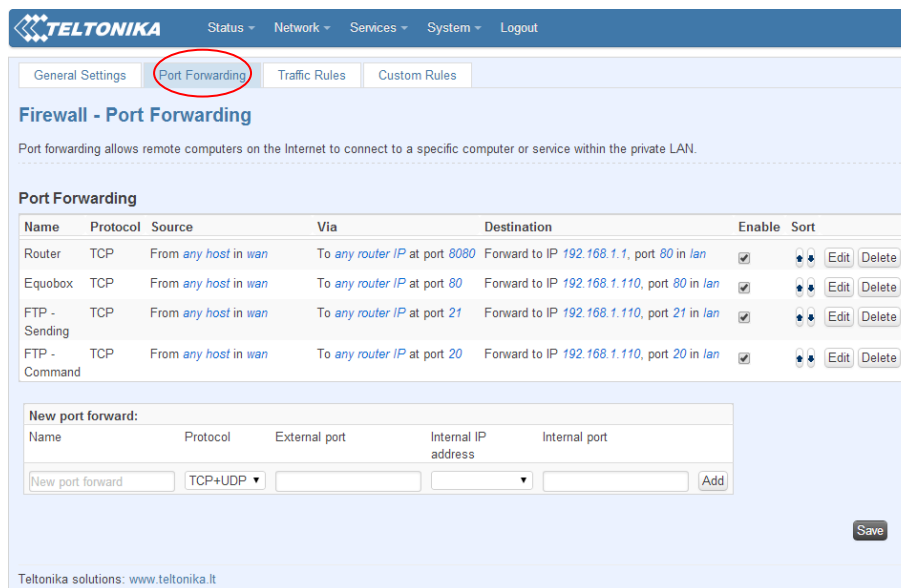 TELTONIKA Status Network Services System Logout
General Settings Port Forwarding Traffic Rules Custom Rules
Firewall - Port Forwarding
Port forwarding allows remote computers on the Internet to connect to a specific computer or service within the private LAN.
Port Forwarding
Name Protocol Source Via Destination Enable Sort
Router TCP From any host in wan To any router IP at port 8080 Forward to IP 192.168.1.1, port 80 in lan Edit Delete
Equobox TCP From any host in wan To any router IP at port 80 Forward to IP 192.168.1.110, port 80 in lan Edit Delete
FTP - TCP From any host in wan To any router IP at port 21 Forward to IP 192.168.1.110, port 21 in lan Edit Delete
Sending
FTP - TCP From any host in wan To any router IP at port 20 Forward to IP 192.168.1.110, port 20 in lan Edit Delete
Command
New port forward:
Name Protocol External port Internal IP Internal port
address
New port forward TCP+UDP Add
Save
Teltonika solutions: www.teltonika.lt